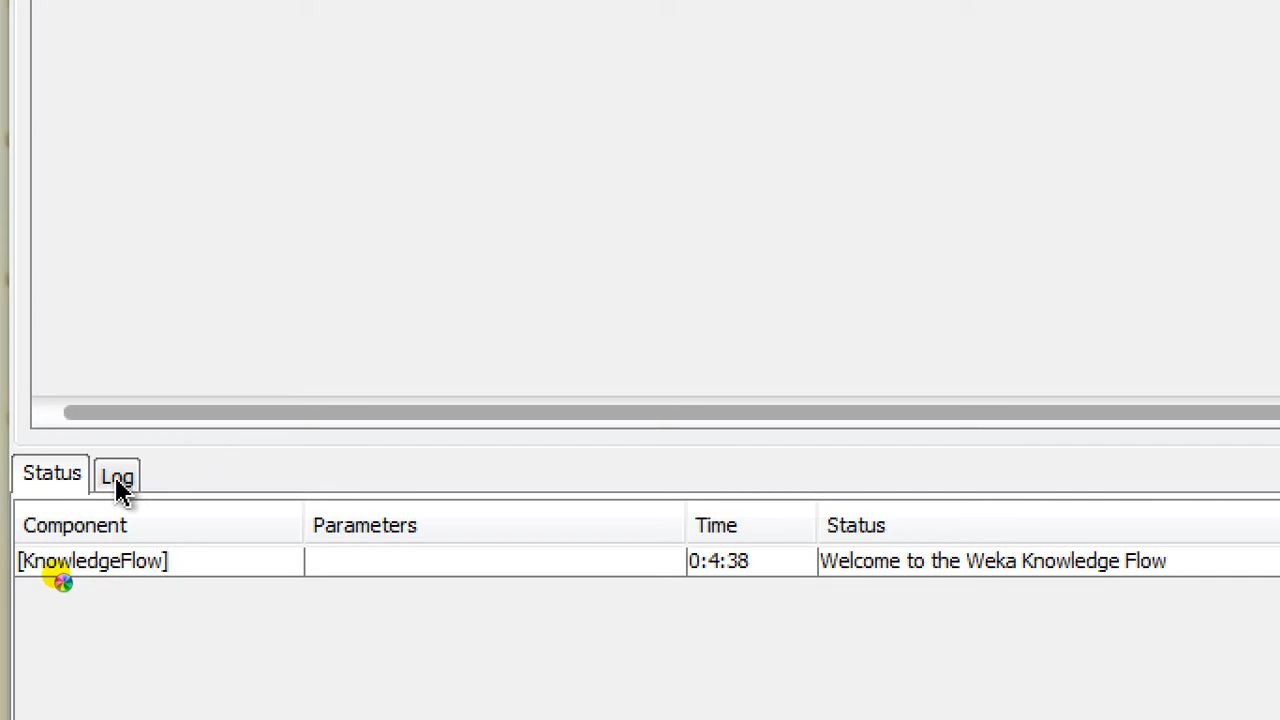 Status Log
Component Parameters Time Status
[KnowledgeFlow] 0:4:38 Welcome to the Weka Knowledge Flow